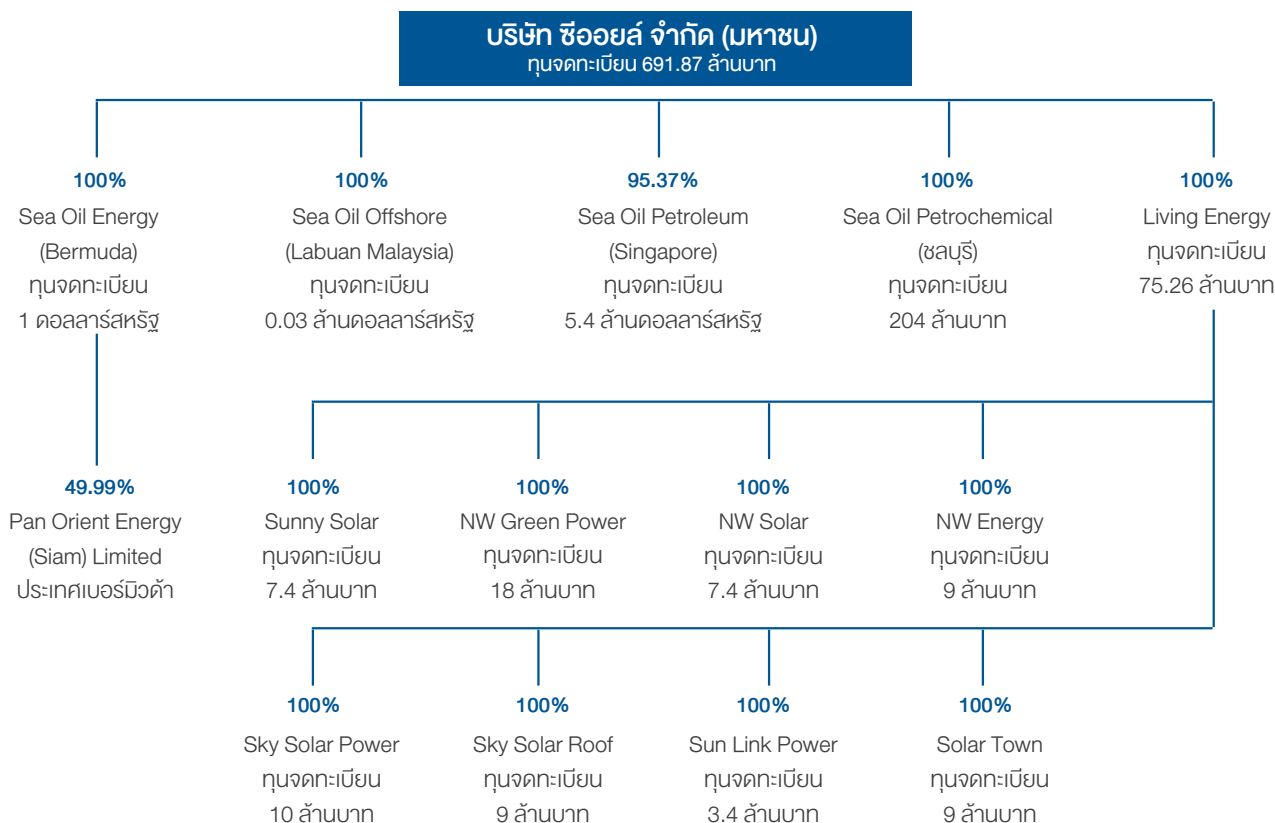 บริษัท ซีออยล์ จำกัด (มหาชน)
ทุนจดทะเบียน 691.87 ล้านบาท
100%
Sea Oil Energy
(Bermuda)
ทุนจดทะเบียน
1 ดอลลาร์สหรัฐ
100%
Sea Oil Offshore
(Labuan Malaysia)
ทุนจดทะเบียน
0.03 ล้านดอลลาร์สหรัฐ
95.37%
Sea Oil Petroleum
(Singapore)
ทุนจดทะเบียน
5.4 ล้านดอลลาร์สหรัฐ
100%
Sea Oil Petrochemical
(ชลบุรี)
ทุนจดทะเบียน
204 ล้านบาท
100%
Living Energy
ทุนจดทะเบียน
75.26 ล้านบาท
49.99%
Pan Orient Energy
(Siam) Limited
ประเทศเบอร์มิวด้า
100%
Sunny Solar
ทุนจดทะเบียน
7.4 ล้านบาท
100%
NW Green Power
ทุนจดทะเบียน
18 ล้านบาท
100%
NW Solar
ทุนจดทะเบียน
7.4 ล้านบาท
100%
NW Energy
ทุนจดทะเบียน
9 ล้านบาท
100%
Sky Solar Power
ทุนจดทะเบียน
10 ล้านบาท
100%
Sky Solar Roof
ทุนจดทะเบียน
9 ล้านบาท
100%
Sun Link Power
ทุนจดทะเบียน
3.4 ล้านบาท
100%
Solar Town
ทุนจดทะเบียน
9 ล้านบาท